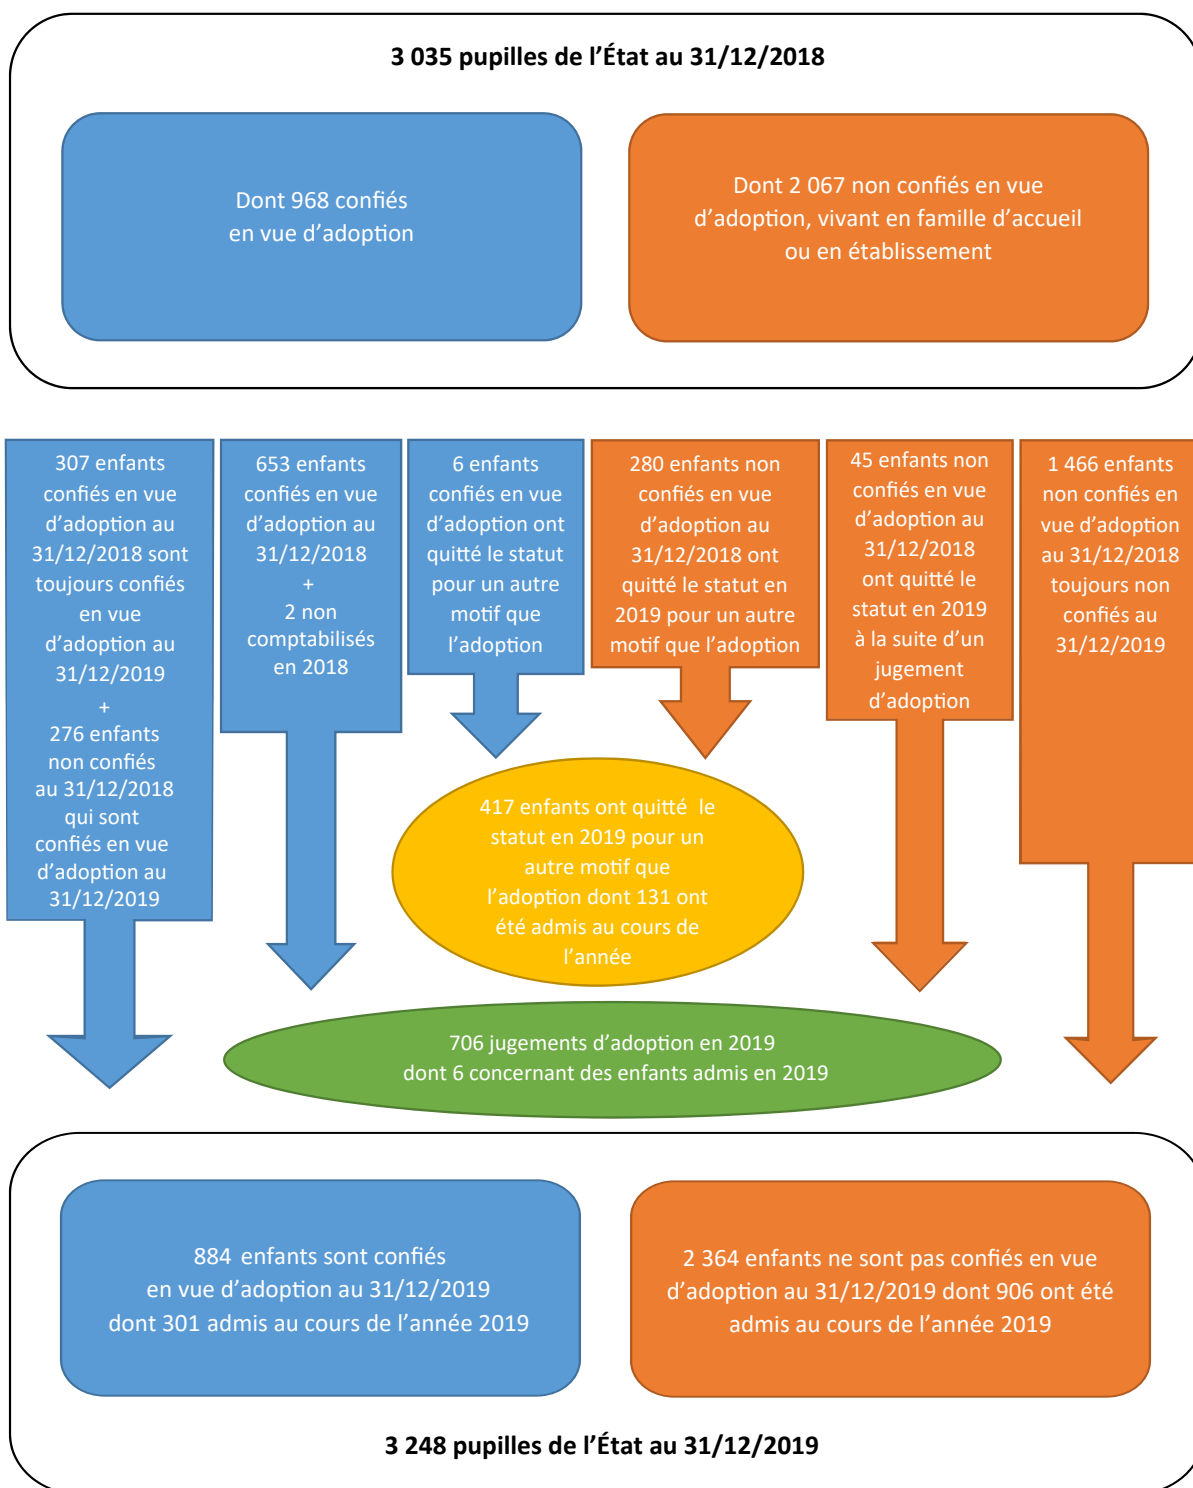 3 035 pupilles de l’État au 31/12/2018
Dont 968 confiés
en vue d’adoption
Dont 2 067 non confiés en vue
d’adoption, vivant en famille d’accueil
ou en établissement
307 enfants
confiés en vue
d’adoption au
31/12/2018 sont
toujours confiés
en vue
d’adoption au
31/12/2019
+
276 enfants
non confiés
au 31/12/2018
qui sont
confiés en vue
d’adoption au
31/12/2019
653 enfants
confiés en vue
d’adoption au
31/12/2018
+
2 non
comptabilisés
en 2018
6 enfants
confiés en vue
d’adoption ont
quitté le statut
pour un autre
motif que
l’adoption
280 enfants non
confiés en vue
d’adoption au
31/12/2018 ont
quitté le statut en
2019 pour un autre
motif que l’adoption
45 enfants non
confiés en vue
d’adoption au
31/12/2018
ont quitté le
statut en 2019
à la suite d’un
jugement
d’adoption
1 466 enfants
non confiés en
vue d’adoption
au 31/12/2018
toujours non
confiés au
31/12/2019
417 enfants ont quitté le
statut en 2019 pour un
autre motif que
l’adoption dont 131 ont
été admis au cours de
l’année
706 jugements d’adoption en 2019
dont 6 concernant des enfants admis en 2019
884 enfants sont confiés
en vue d’adoption au 31/12/2019
dont 301 admis au cours de l’année 2019
2 364 enfants ne sont pas confiés en vue
d’adoption au 31/12/2019 dont 906 ont été
admis au cours de l’année 2019
3 248 pupilles de l’État au 31/12/2019